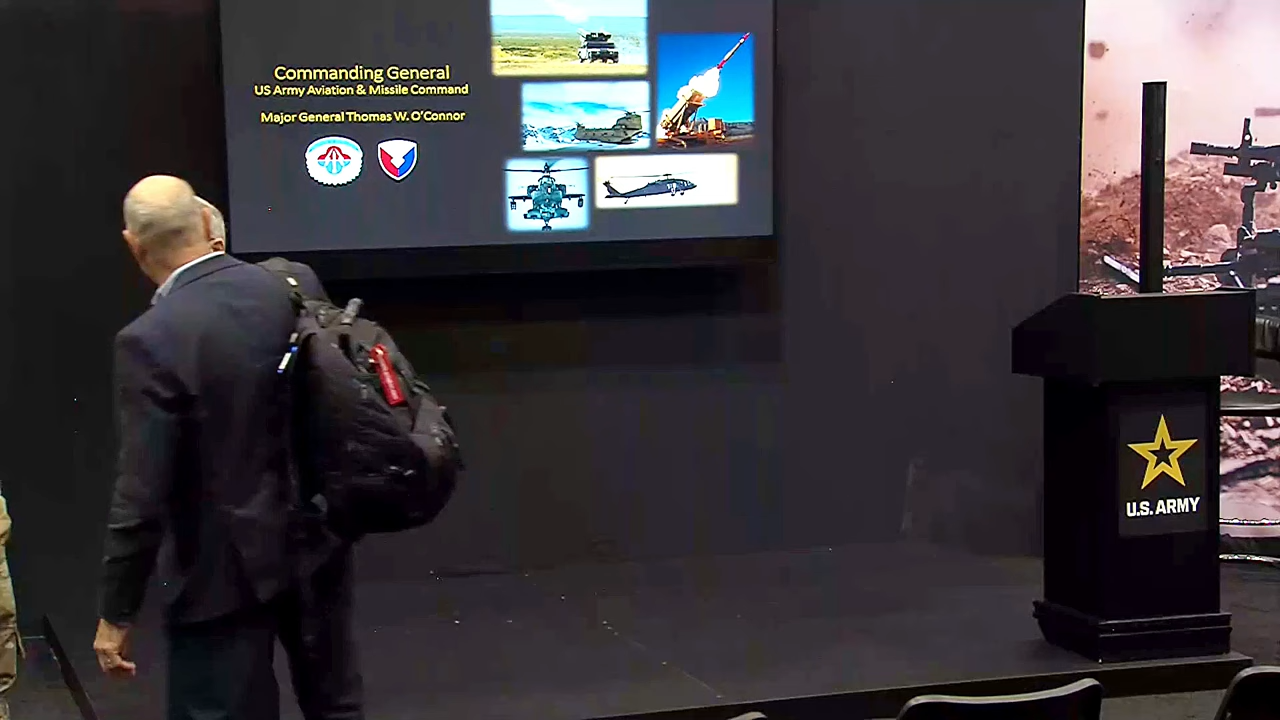 Commanding General
US Army Aviation & Missile Command
Major General Thomas W. O'Connor
U.S. ARMY